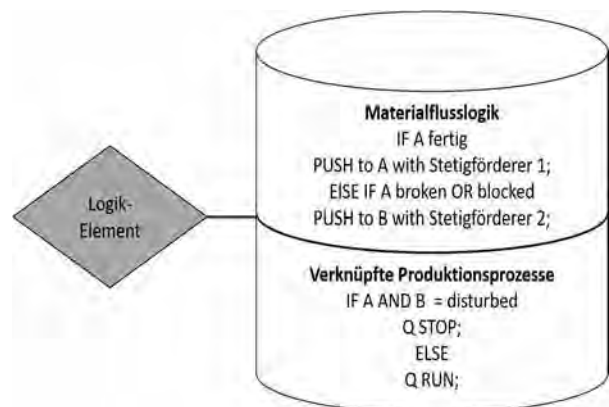 Logik-
Element
Materialflusslogik
IF A fertig
PUSH to A with Stetigförderer 1;
ElSE IF A broken OR blocked
PUSH to B with Stetigförderer 2;
Verknüpfte Produktionsprozesse
IF A AND B = disturbed
Q STOP;
ELSE
Q RUN;